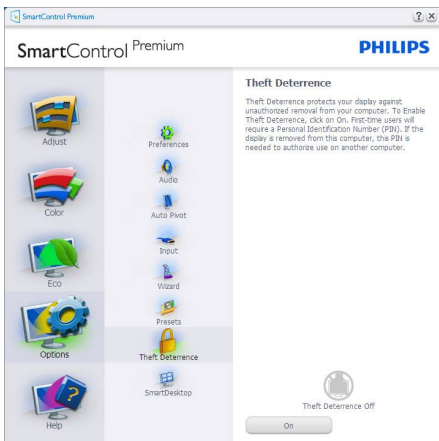 SmartControl Premium
SmartControl Premium
PHILIPS
Adjust
Color
Eco
Options
Help
Preferences
Audio
Auto Pivot
Input
Wizard
Presets
Theft Deterrence
SmartDesktop
Theft Deterrence
Theft Deterrence protects your display against
unauthorized removal from your computer. To Enable
Theft Deterrence, click on On. First-time users will
require a Personal Identification Number (PIN). If the
display is removed from this computer, this PIN is
needed to authorize use on another computer.
Theft Deterrence Off
On